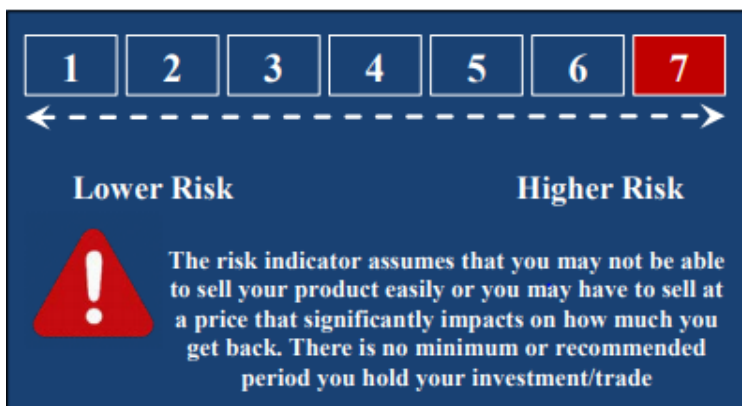 1 2 3 4 5 6 7
Lower Risk Higher Risk
The risk indicator assumes that you may not be able
to sell your product easily or you may have to sell at
a price that significantly impacts on how much you
get back. There is no minimum or recommended
period you hold your investment/trade